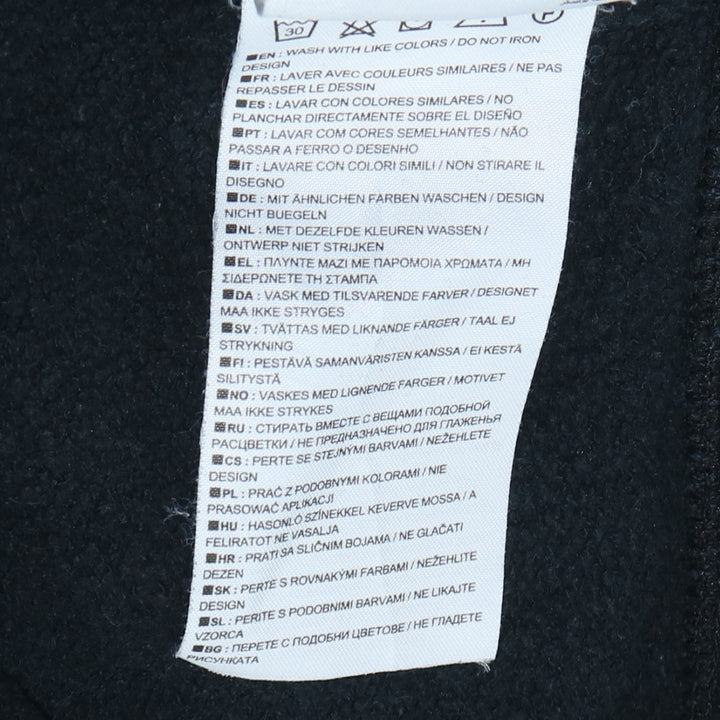 30 P
EN : WASH WITH LIKE COLORS / DO NOT IRON
DESIGN
FR : LAVER AVEC COULEURS SIMILAIRES / NE PAS
REPASSER LE DESSIN
ES : LAVAR CON COLORES SIMILARES / NO
PLANCHAR DIRECTAMENTE SOBRE EL DISEÑO
PT : LAVAR COM CORES SEMELHANTES / NÃO
PASSAR A FERRO O DESENHO
IT : LAVARE CON COLORI SIMILI / NON STIRARE IL
DISEGNO
DE : MIT ÄHNLICHEN FARBEN WASCHEN / DESIGN
NICHT BUEGELN
NL : MET DEZELFDE KLEUREN WASSEN /
ONTWERP NIET STRIJKEN
EL : ΠΛΥΝΤΕ ΜΑΖΙ ΜΕ ΠΑΡΟΜΟΙΑ ΧΡΩΜΑΤΑ / ΜΗ
ΣΙΔΕΡΩΝΕΤΕ ΤΗ ΣΤΑΜΠΑ
DA : VASK MED TILSVARENDE FARVER / DESIGNET
MAA IKKE STRYGES
SV : TVÄTTAS MED LIKNANDE FÄRGER / TAAL EJ
STRYKNING
FI : PESTÄVÄ SAMANVÄRISTEN KANSSA / EI KESTÄ
SILITYSTÄ
NO : VASKES MED LIGNENDE FARGER / MOTIVET
MAA IKKE STRYKES
RU : СТИРАТЬ ВМЕСТЕ С ВЕЩАМИ ПОДОБНОЙ
РАСЦВЕТКИ / НЕ ПРЕДНАЗНАЧЕНО ДЛЯ ГЛАЖЕНЬЯ
CS : PERTE SE STEJNÝMI BARVAMI / NEŽEHLETE
DESIGN
PL : PRAĆ Z PODOBNYMI KOLORAMI / NIE
PRASOWAĆ APLIKACJI
HU : HASONLÓ SZÍNEKKEL KEVERVE MOSSA / A
FELIRATOT NE VASALJA
HR : PRATI SA SLIČNIM BOJAMA / NE GLAČATI
DEZEN
SK : PERTE S ROVNAKÝMI FARBAMI / NEŽEHLITE
DESIGN
SL : PERITE S PODOBNIMI BARVAMI / NE LIKAJTE
VZORCA
BG : ПЕРЕТЕ С ПОДОБНИ ЦВЕТОВЕ / НЕ ГЛАДЕТЕ
РИСУНКАТА